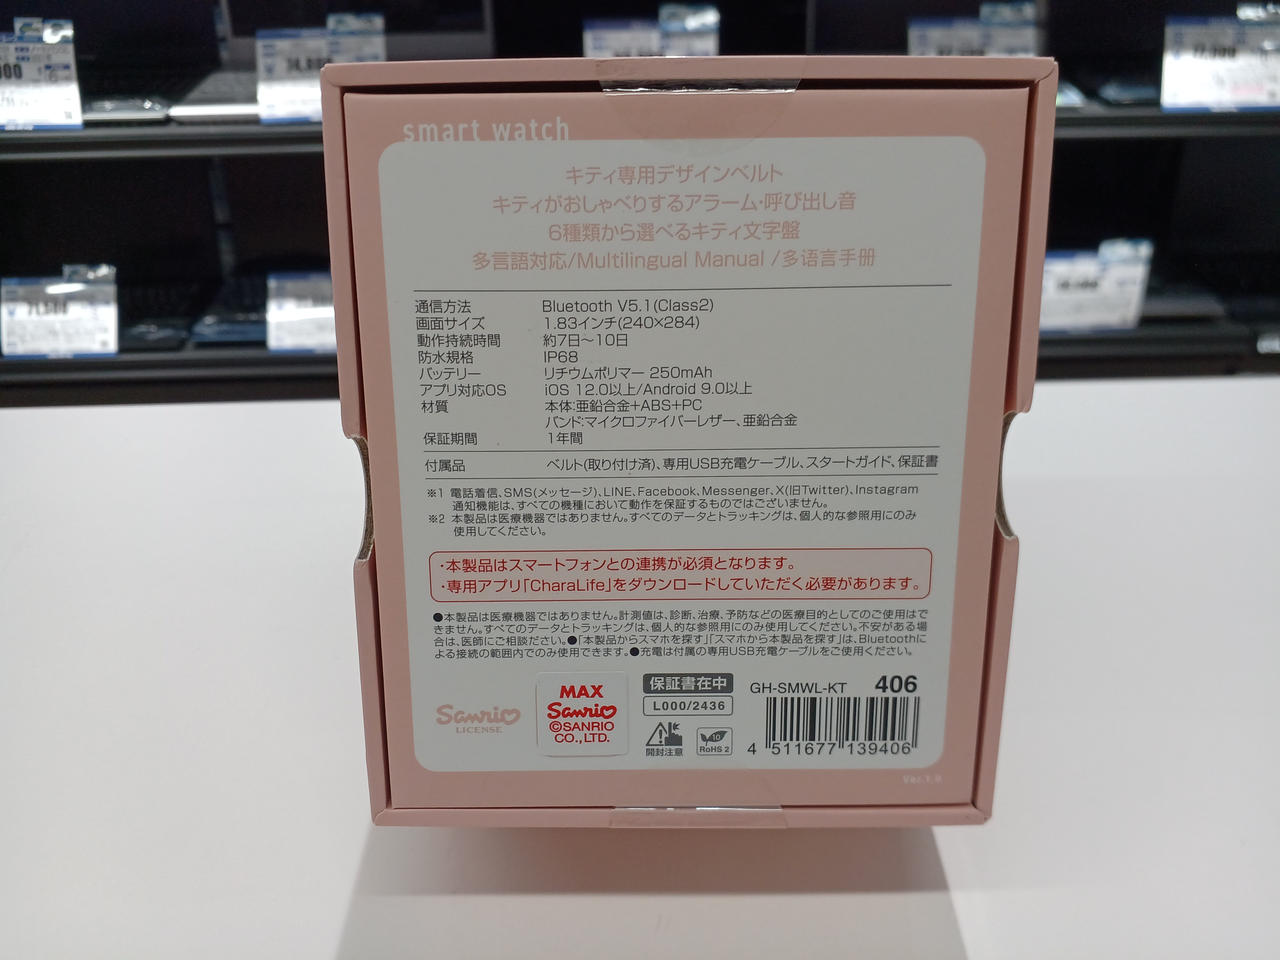 smart watch
キティ専用デザインベルト
キティがおしゃべりするアラーム・呼び出し音
6種類から選べるキティ文字盤
多言語対応/Multilingual Manual /多语言手册
通信方法 Bluetooth V5.1(Class2)
画面サイズ 1.83インチ(240×284)
動作持続時間 約7日～10日
防水規格 IP68
バッテリー リチウムポリマー 250mAh
アプリ対応OS iOS 12.0以上/Android 9.0以上
材質 本体:亜鉛合金+ABS+PC
バンド:マイクロファイバーレザー、亜鉛合金
保証期間 1年間
付属品 ベルト(取り付け済)、専用USB充電ケーブル、スタートガイド、保証書
※1 電話着信、SMS(メッセージ)、LINE、Facebook、Messenger、X(旧Twitter)、Instagram
通知機能は、すべての機種において動作を保証するものではございません。
※2 本製品は医療機器ではありません。すべてのデータとトラッキングは、個人的な参照用にのみ
使用してください。
・本製品はスマートフォンとの連携が必須となります。
・専用アプリ「CharaLife」をダウンロードしていただく必要があります。
●本製品は医療機器ではありません。計測値は、診断、治療、予防などの医療目的としてのご使用はで
きません。すべてのデータとトラッキングは、個人的な参照用にのみ使用してください。不安がある場
合は、医師にご相談ください。●「本製品からスマホを探す」「スマホから本製品を探す」は、Bluetoothに
よる接続の範囲内でのみ使用できます。●充電は付属の専用USB充電ケーブルをご使用ください。
Sanrio
LICENSE
MAX
Sanrio
©SANRIO
CO.,LTD.
保証書在中
L000/2436
開封注意
10
RoHS 2
GH-SMWL-KT 406
4 511677 139406
Ver.1.0